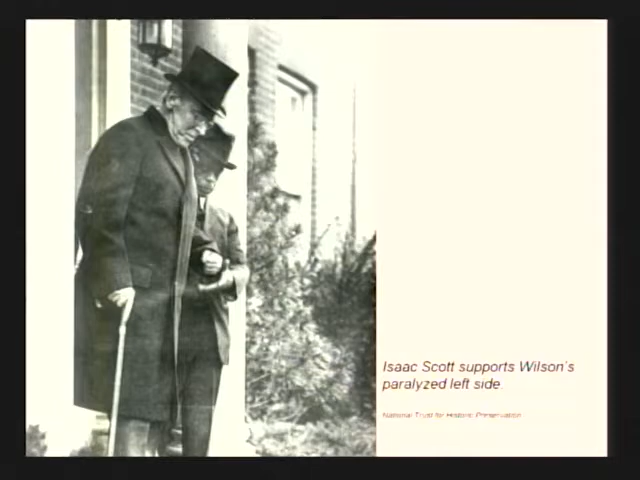 Isaac Scott supports Wilson's
paralyzed left side
National Trust for Historic Preservation